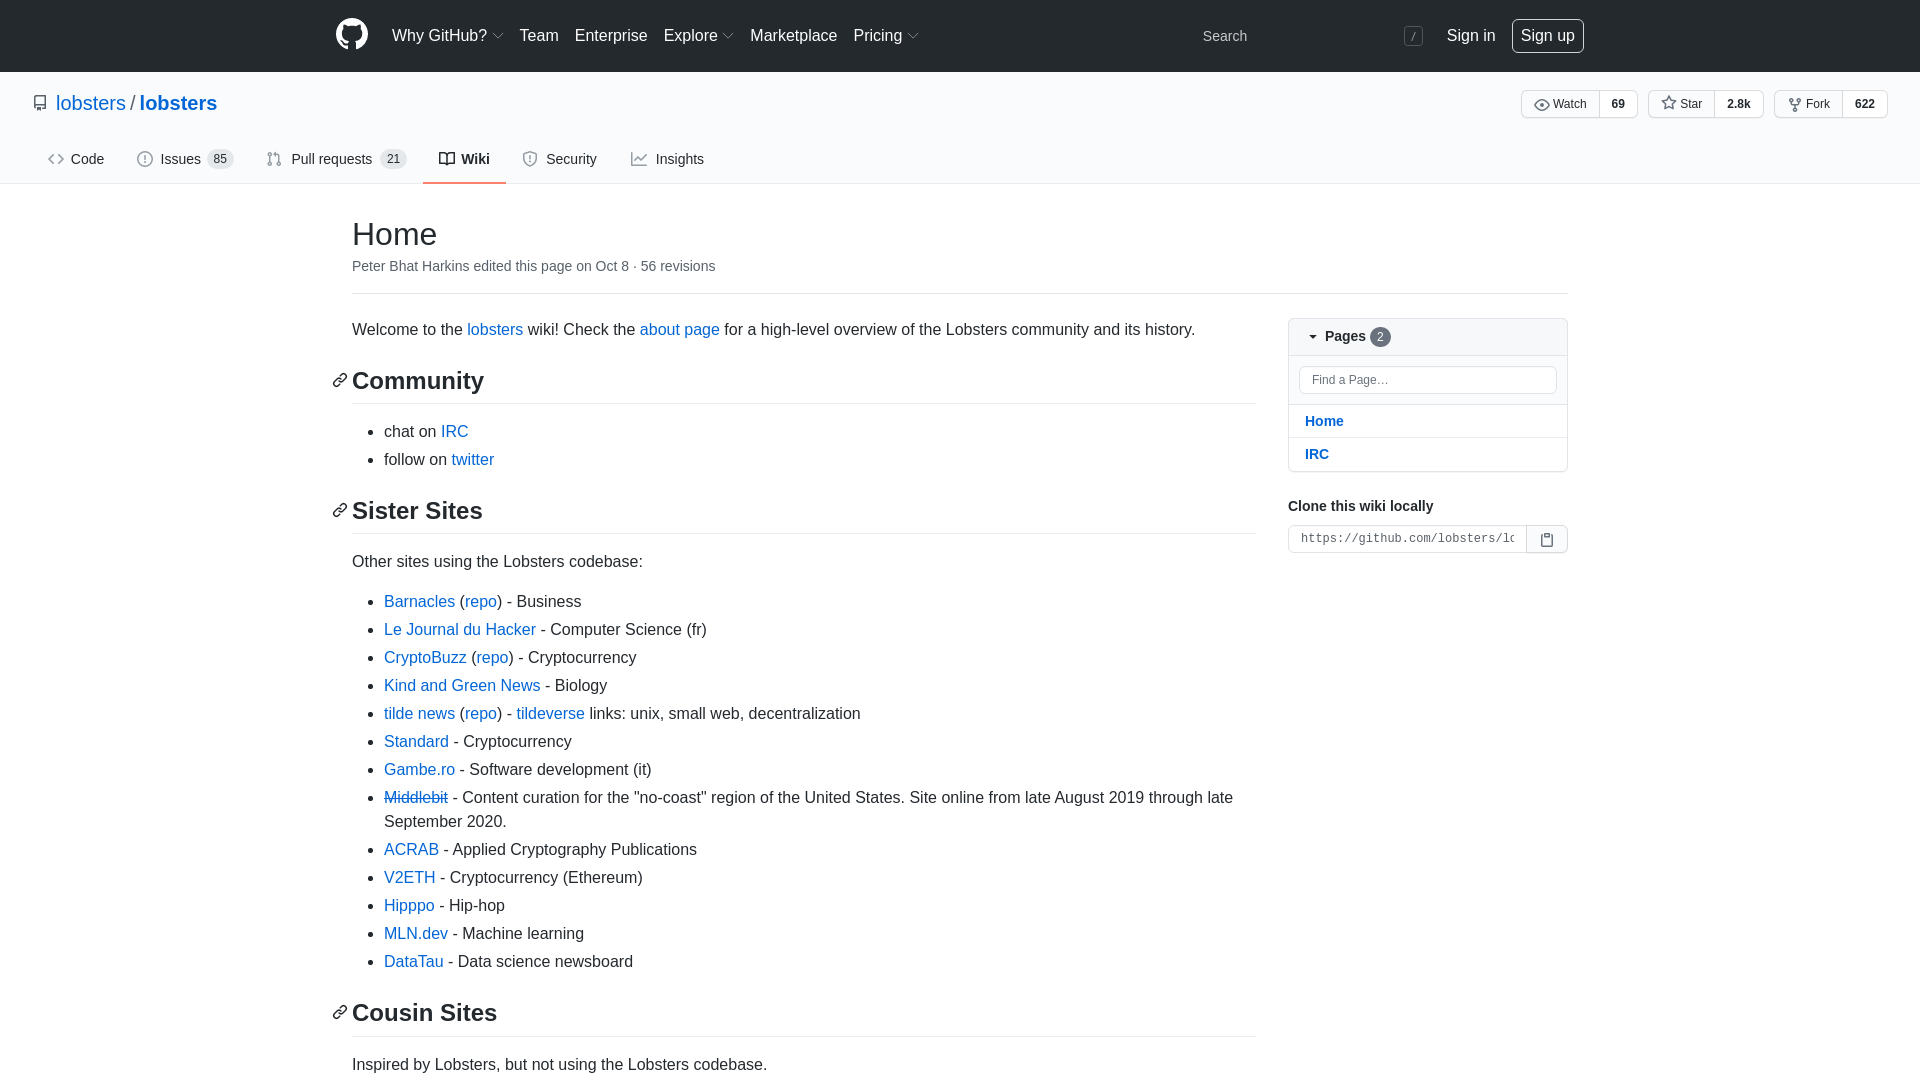 Why GitHub? Team Enterprise Explore Marketplace Pricing Search / Sign in Sign up
lobsters / lobsters Watch 69 Star 2.8k Fork 622
Code Issues 85 Pull requests 21 Wiki Security Insights
Home
Peter Bhat Harkins edited this page on Oct 8 · 56 revisions
Welcome to the lobsters wiki! Check the about page for a high-level overview of the Lobsters community and its history.
Community
• chat on IRC
• follow on twitter
Sister Sites
Other sites using the Lobsters codebase:
• Barnacles (repo) - Business
• Le Journal du Hacker - Computer Science (fr)
• CryptoBuzz (repo) - Cryptocurrency
• Kind and Green News - Biology
• tilde news (repo) - tildeverse links: unix, small web, decentralization
• Standard - Cryptocurrency
• Gambe.ro - Software development (it)
• Middlebit - Content curation for the "no-coast" region of the United States. Site online from late August 2019 through late
September 2020.
• ACRAB - Applied Cryptography Publications
• V2ETH - Cryptocurrency (Ethereum)
• Hipppo - Hip-hop
• MLN.dev - Machine learning
• DataTau - Data science newsboard
Cousin Sites
Inspired by Lobsters, but not using the Lobsters codebase.
Pages 2
Find a Page…
Home
IRC
Clone this wiki locally
https://github.com/lobsters/lo